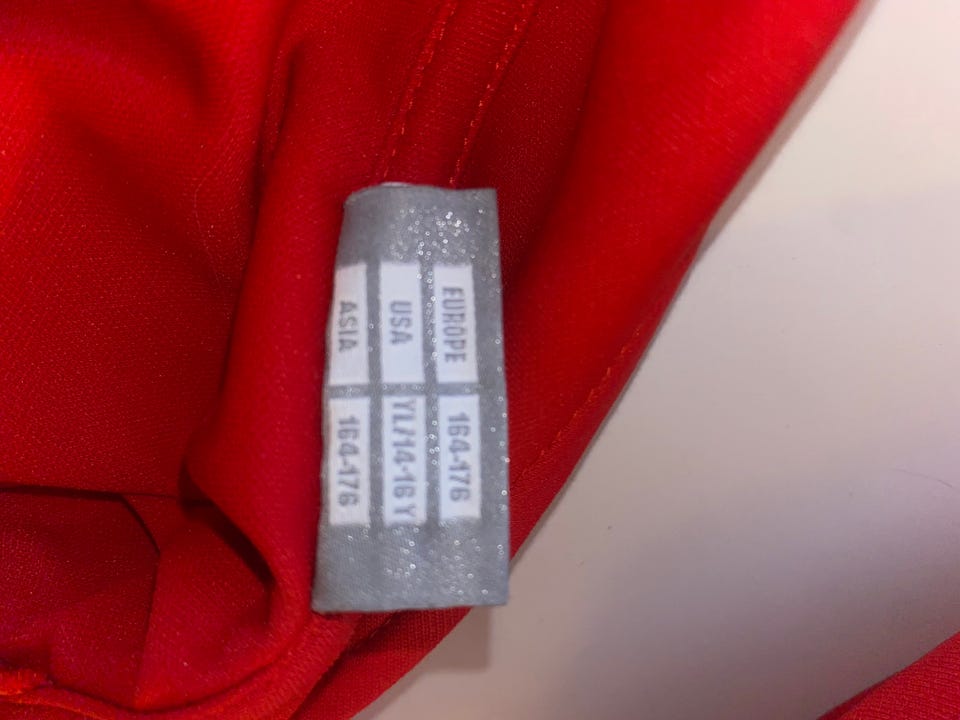 EUROPE 164-176
USA YL/14-16 Y
ASIA 164-176